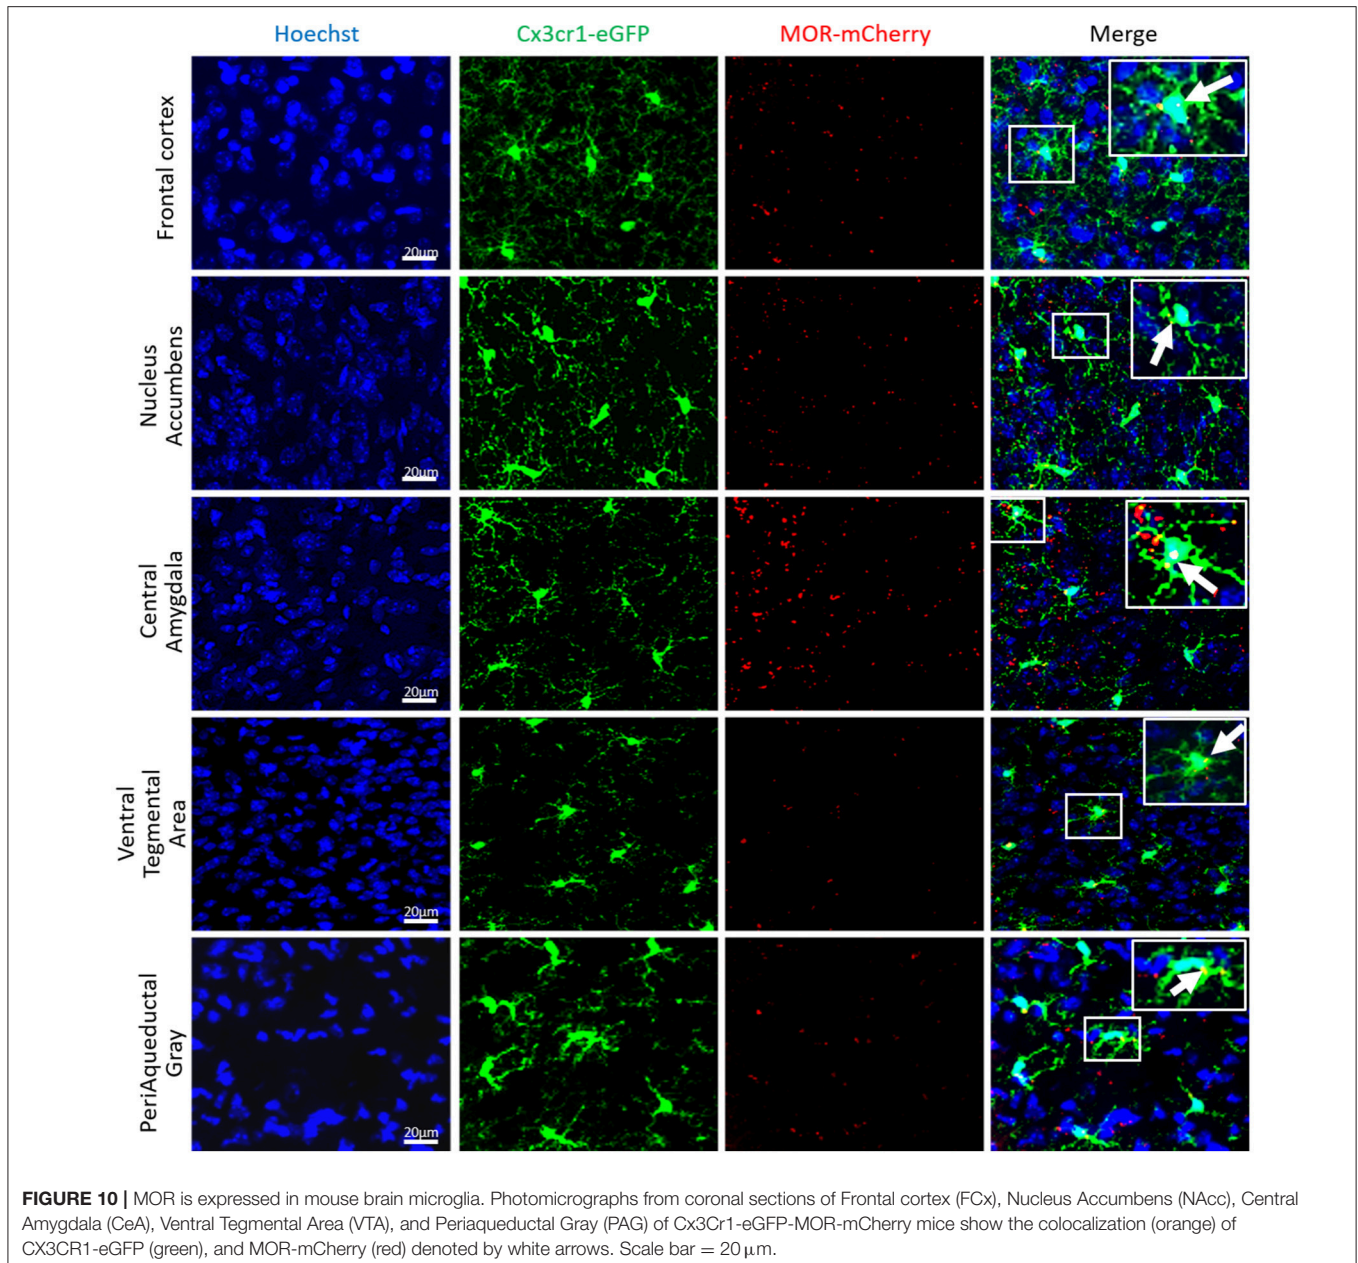 Hoechst Cx3cr1-eGFP MOR-mCherry Merge
Frontal cortex
20µm
Nucleus
Accumbens
20µm
Central
Amygdala
20µm
Ventral
Tegmental
Area
20µm
PeriAqueductal
Gray
20µm
FIGURE 10 | MOR is expressed in mouse brain microglia. Photomicrographs from coronal sections of Frontal cortex (FCx), Nucleus Accumbens (NAcc), Central
Amygdala (CeA), Ventral Tegmental Area (VTA), and Periaqueductal Gray (PAG) of Cx3Cr1-eGFP-MOR-mCherry mice show the colocalization (orange) of
CX3CR1-eGFP (green), and MOR-mCherry (red) denoted by white arrows. Scale bar = 20 µm.